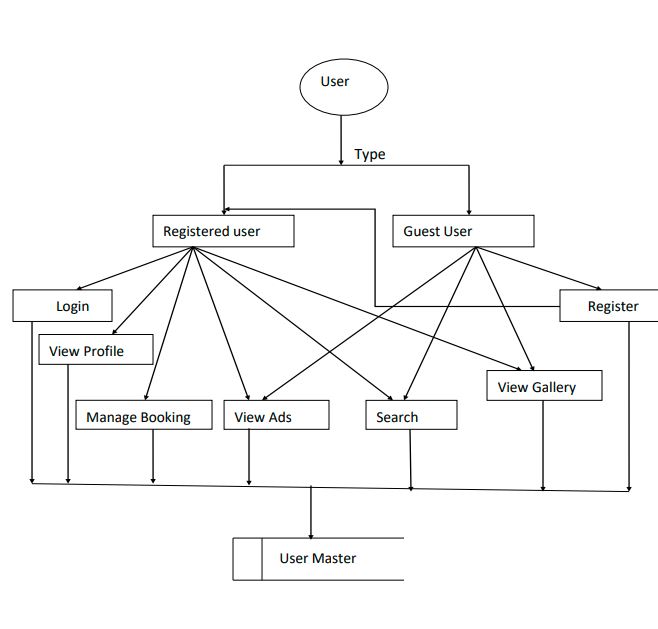 User
Type
Registered user
Guest User
Login
Register
View Profile
View Gallery
Manage Booking
View Ads
Search
User Master